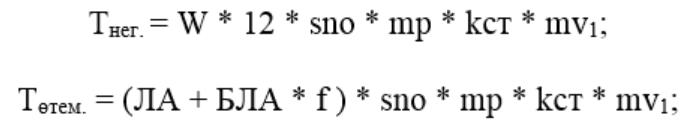 Тнег. = W * 12 * sno * mp * kст * mv₁;
Төтем. = (ЛА + БЛА * f ) * sno * mp * kст * mv₁;